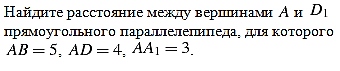 Найдите расстояние между вершинами A и D₁
прямоугольного параллелепипеда, для которого
AB = 5, AD = 4, AA₁ = 3.